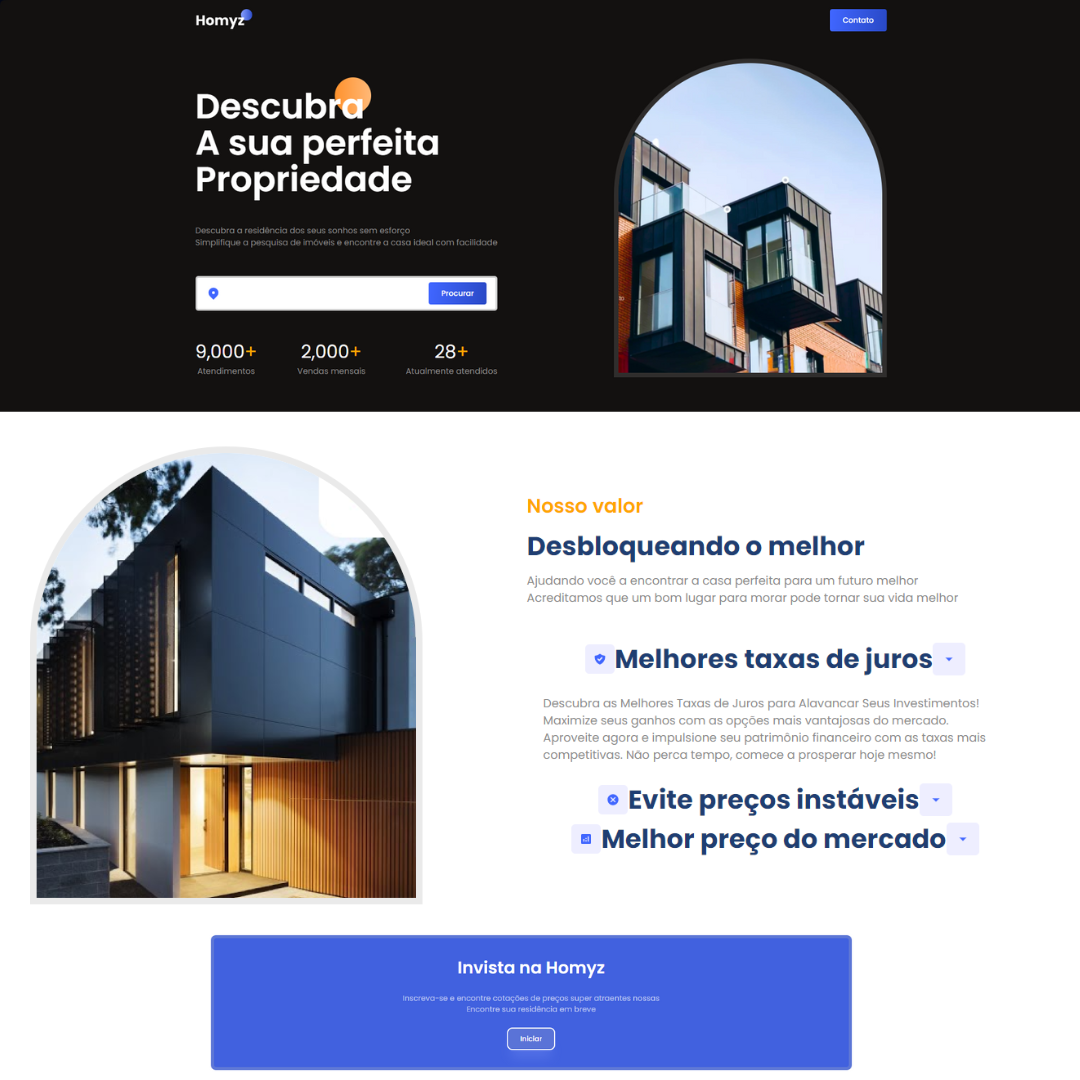 Homyz
Contato
Descubra
A sua perfeita
Propriedade
Descubra a residência dos seus sonhos sem esforço
Simplifique a pesquisa de imóveis e encontre a casa ideal com facilidade
Procurar
9,000+ 2,000+ 28+
Atendimentos Vendas mensais Atualmente atendidos
Nosso valor
Desbloqueando o melhor
Ajudando você a encontrar a casa perfeita para um futuro melhor
Acreditamos que um bom lugar para morar pode tornar sua vida melhor
Melhores taxas de juros
Descubra as Melhores Taxas de Juros para Alavancar Seus Investimentos!
Maximize seus ganhos com as opções mais vantajosas do mercado.
Aproveite agora e impulsione seu patrimônio financeiro com as taxas mais
competitivas. Não perca tempo, comece a prosperar hoje mesmo!
Evite preços instáveis
Melhor preço do mercado
Invista na Homyz
Inscreva-se e encontre cotações de preços super atraentes nossas
Encontre sua residência em breve
Iniciar